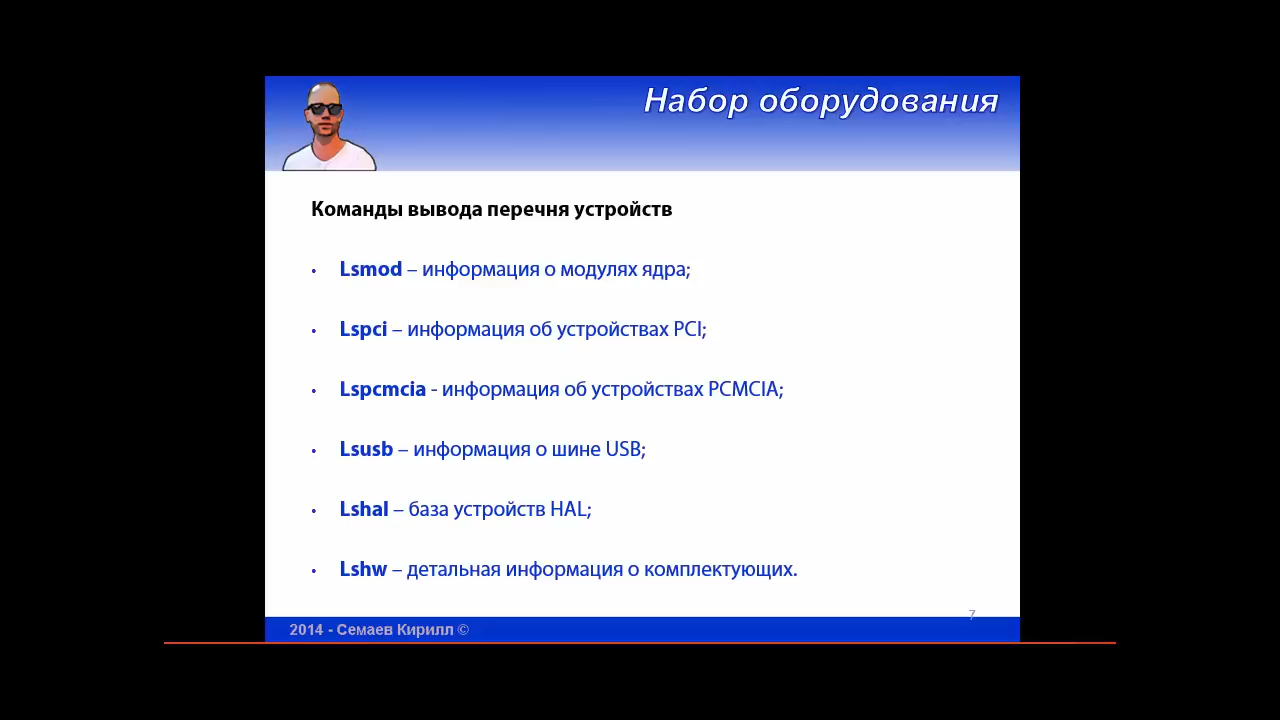 Набор оборудования
Команды вывода перечня устройств
• Lsmod – информация о модулях ядра;
• Lspci – информация об устройствах PCI;
• Lspcmcia - информация об устройствах PCMCIA;
• Lsusb – информация о шине USB;
• Lshal – база устройств HAL;
• Lshw – детальная информация о комплектующих.
7
2014 - Семаев Кирилл ©